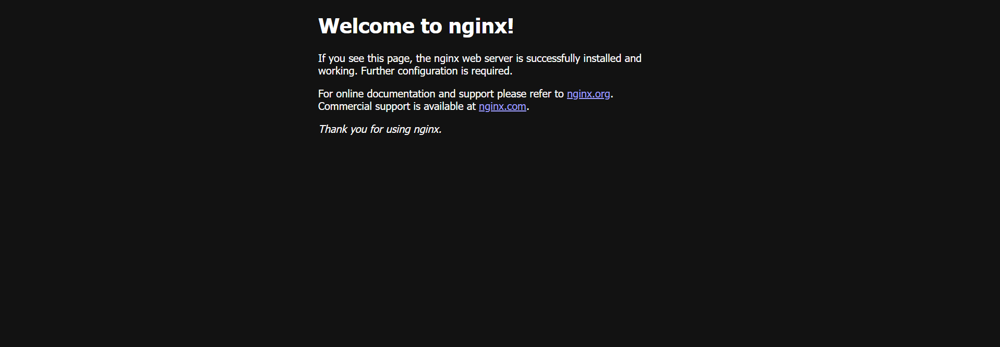 Welcome to nginx!
If you see this page, the nginx web server is successfully installed and
working. Further configuration is required.
For online documentation and support please refer to nginx.org.
Commercial support is available at nginx.com.
Thank you for using nginx.